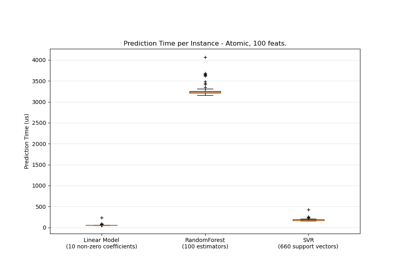 Prediction Time per Instance - Atomic, 100 feats.
4000
3500
3000
2500
2000
1500
1000
500
0
Prediction Time (us)
Linear Model
(10 non-zero coefficients)
RandomForest
(100 estimators)
SVR
(660 support vectors)